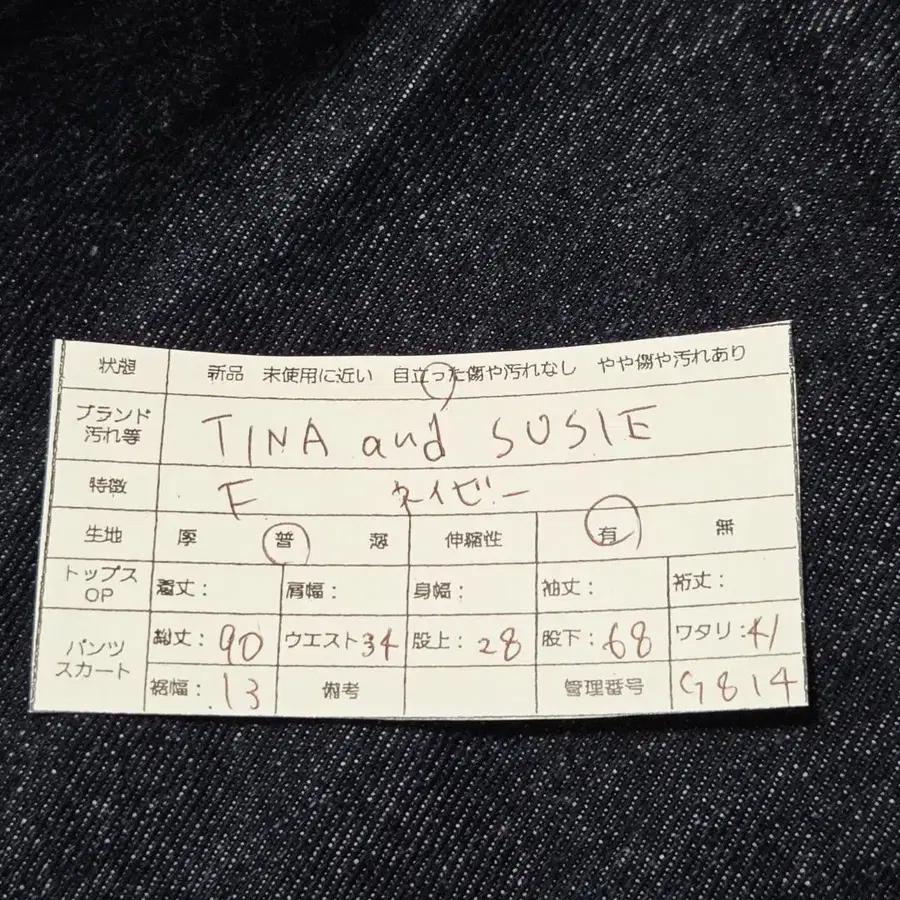 状態 新品 未使用に近い 目立った傷や汚れなし やや傷や汚れあり
ブランド
汚れ等 TINA and SUSIE
特徴 F ネイビー
生地 厚 普 薄 伸縮性 有 無
トップス
OP 着丈: 肩幅: 身幅: 袖丈: 裄丈:
パンツ
スカート 総丈:90 ウエスト34 股上:28 股下:68 ワタリ:41
裾幅:13 備考 管理番号 G814